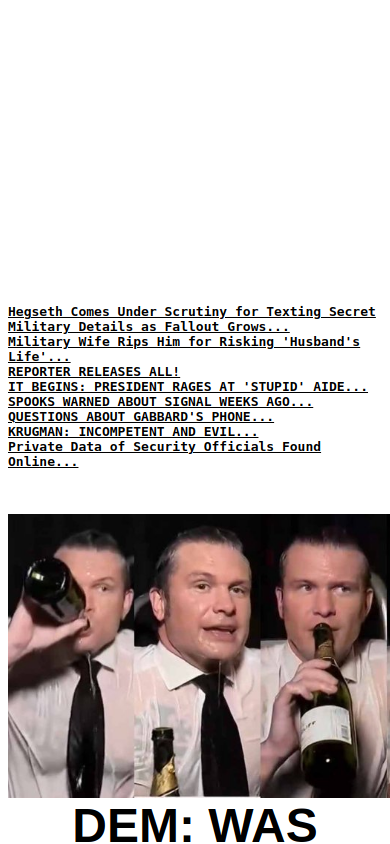 Hegseth Comes Under Scrutiny for Texting Secret
Military Details as Fallout Grows...
Military Wife Rips Him for Risking 'Husband's
Life'...
REPORTER RELEASES ALL!
IT BEGINS: PRESIDENT RAGES AT 'STUPID' AIDE...
SPOOKS WARNED ABOUT SIGNAL WEEKS AGO...
QUESTIONS ABOUT GABBARD'S PHONE...
KRUGMAN: INCOMPETENT AND EVIL...
Private Data of Security Officials Found
Online...
DEM: WAS